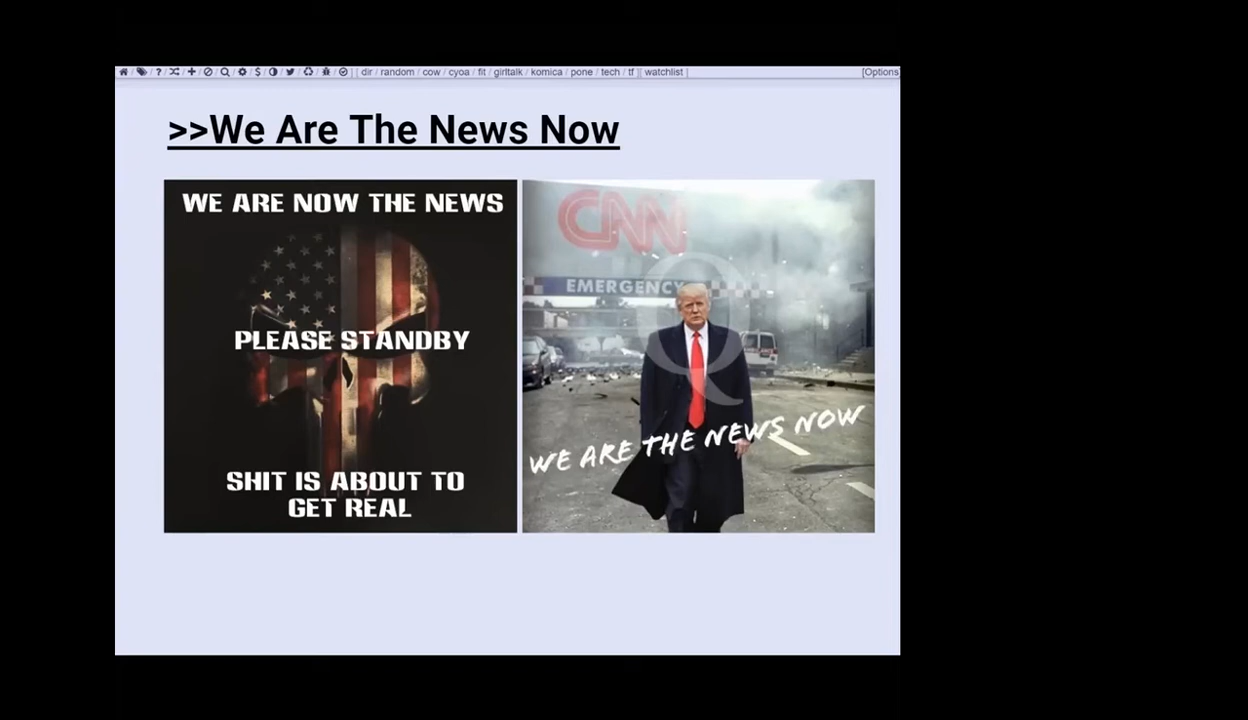 dir / random / cow / cyoa / fit / girltalk / komica / pone / tech / tf ][ watchlist ]
[Options
>>We Are The News Now
WE ARE NOW THE NEWS
PLEASE STANDBY
SHIT IS ABOUT TO
GET REAL
CNN
EMERGENCY
Q
AMBULANCE
WE ARE THE NEWS NOW